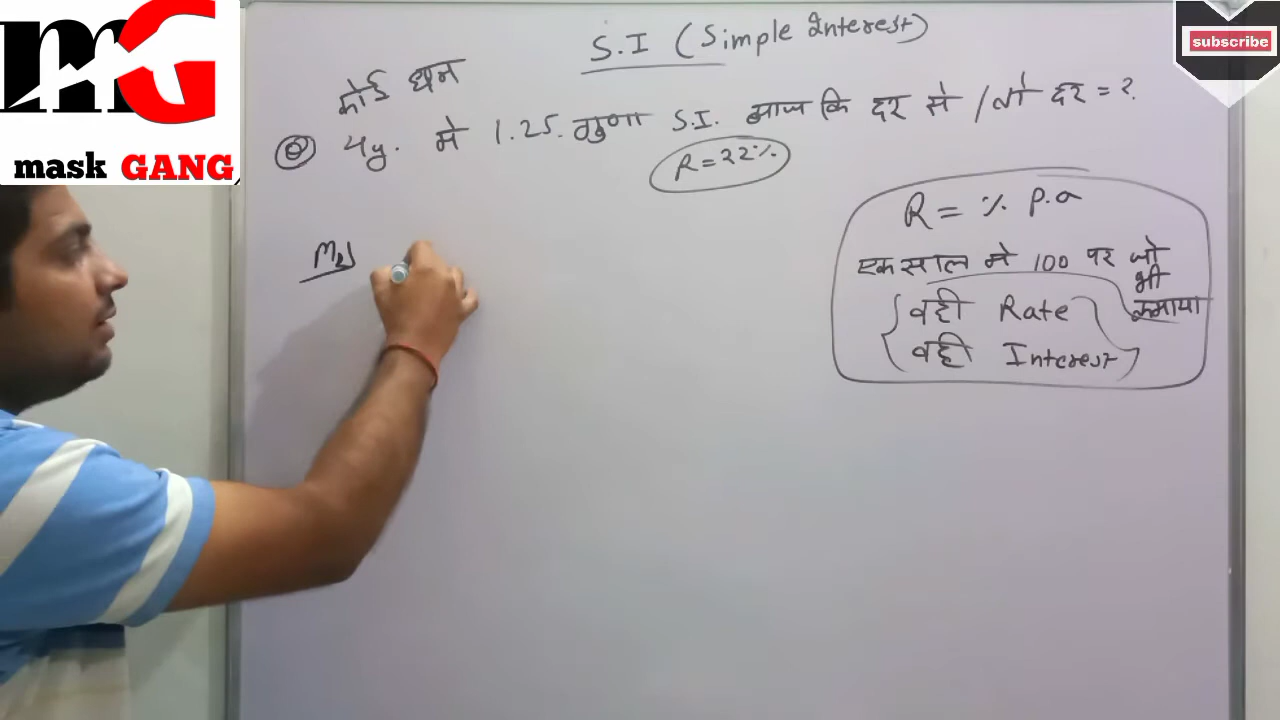 mG
mask GANG
subscribe
S.I (Simple Interest)
कोई धन
Q 4y. मे 1.25. गुणा S.I. ब्याज कि दर से / तो दर = ?
R = 22%
R = % p.a
एक साल मे 100 पर जो
भी
कमाया
वही Rate
वही Interest